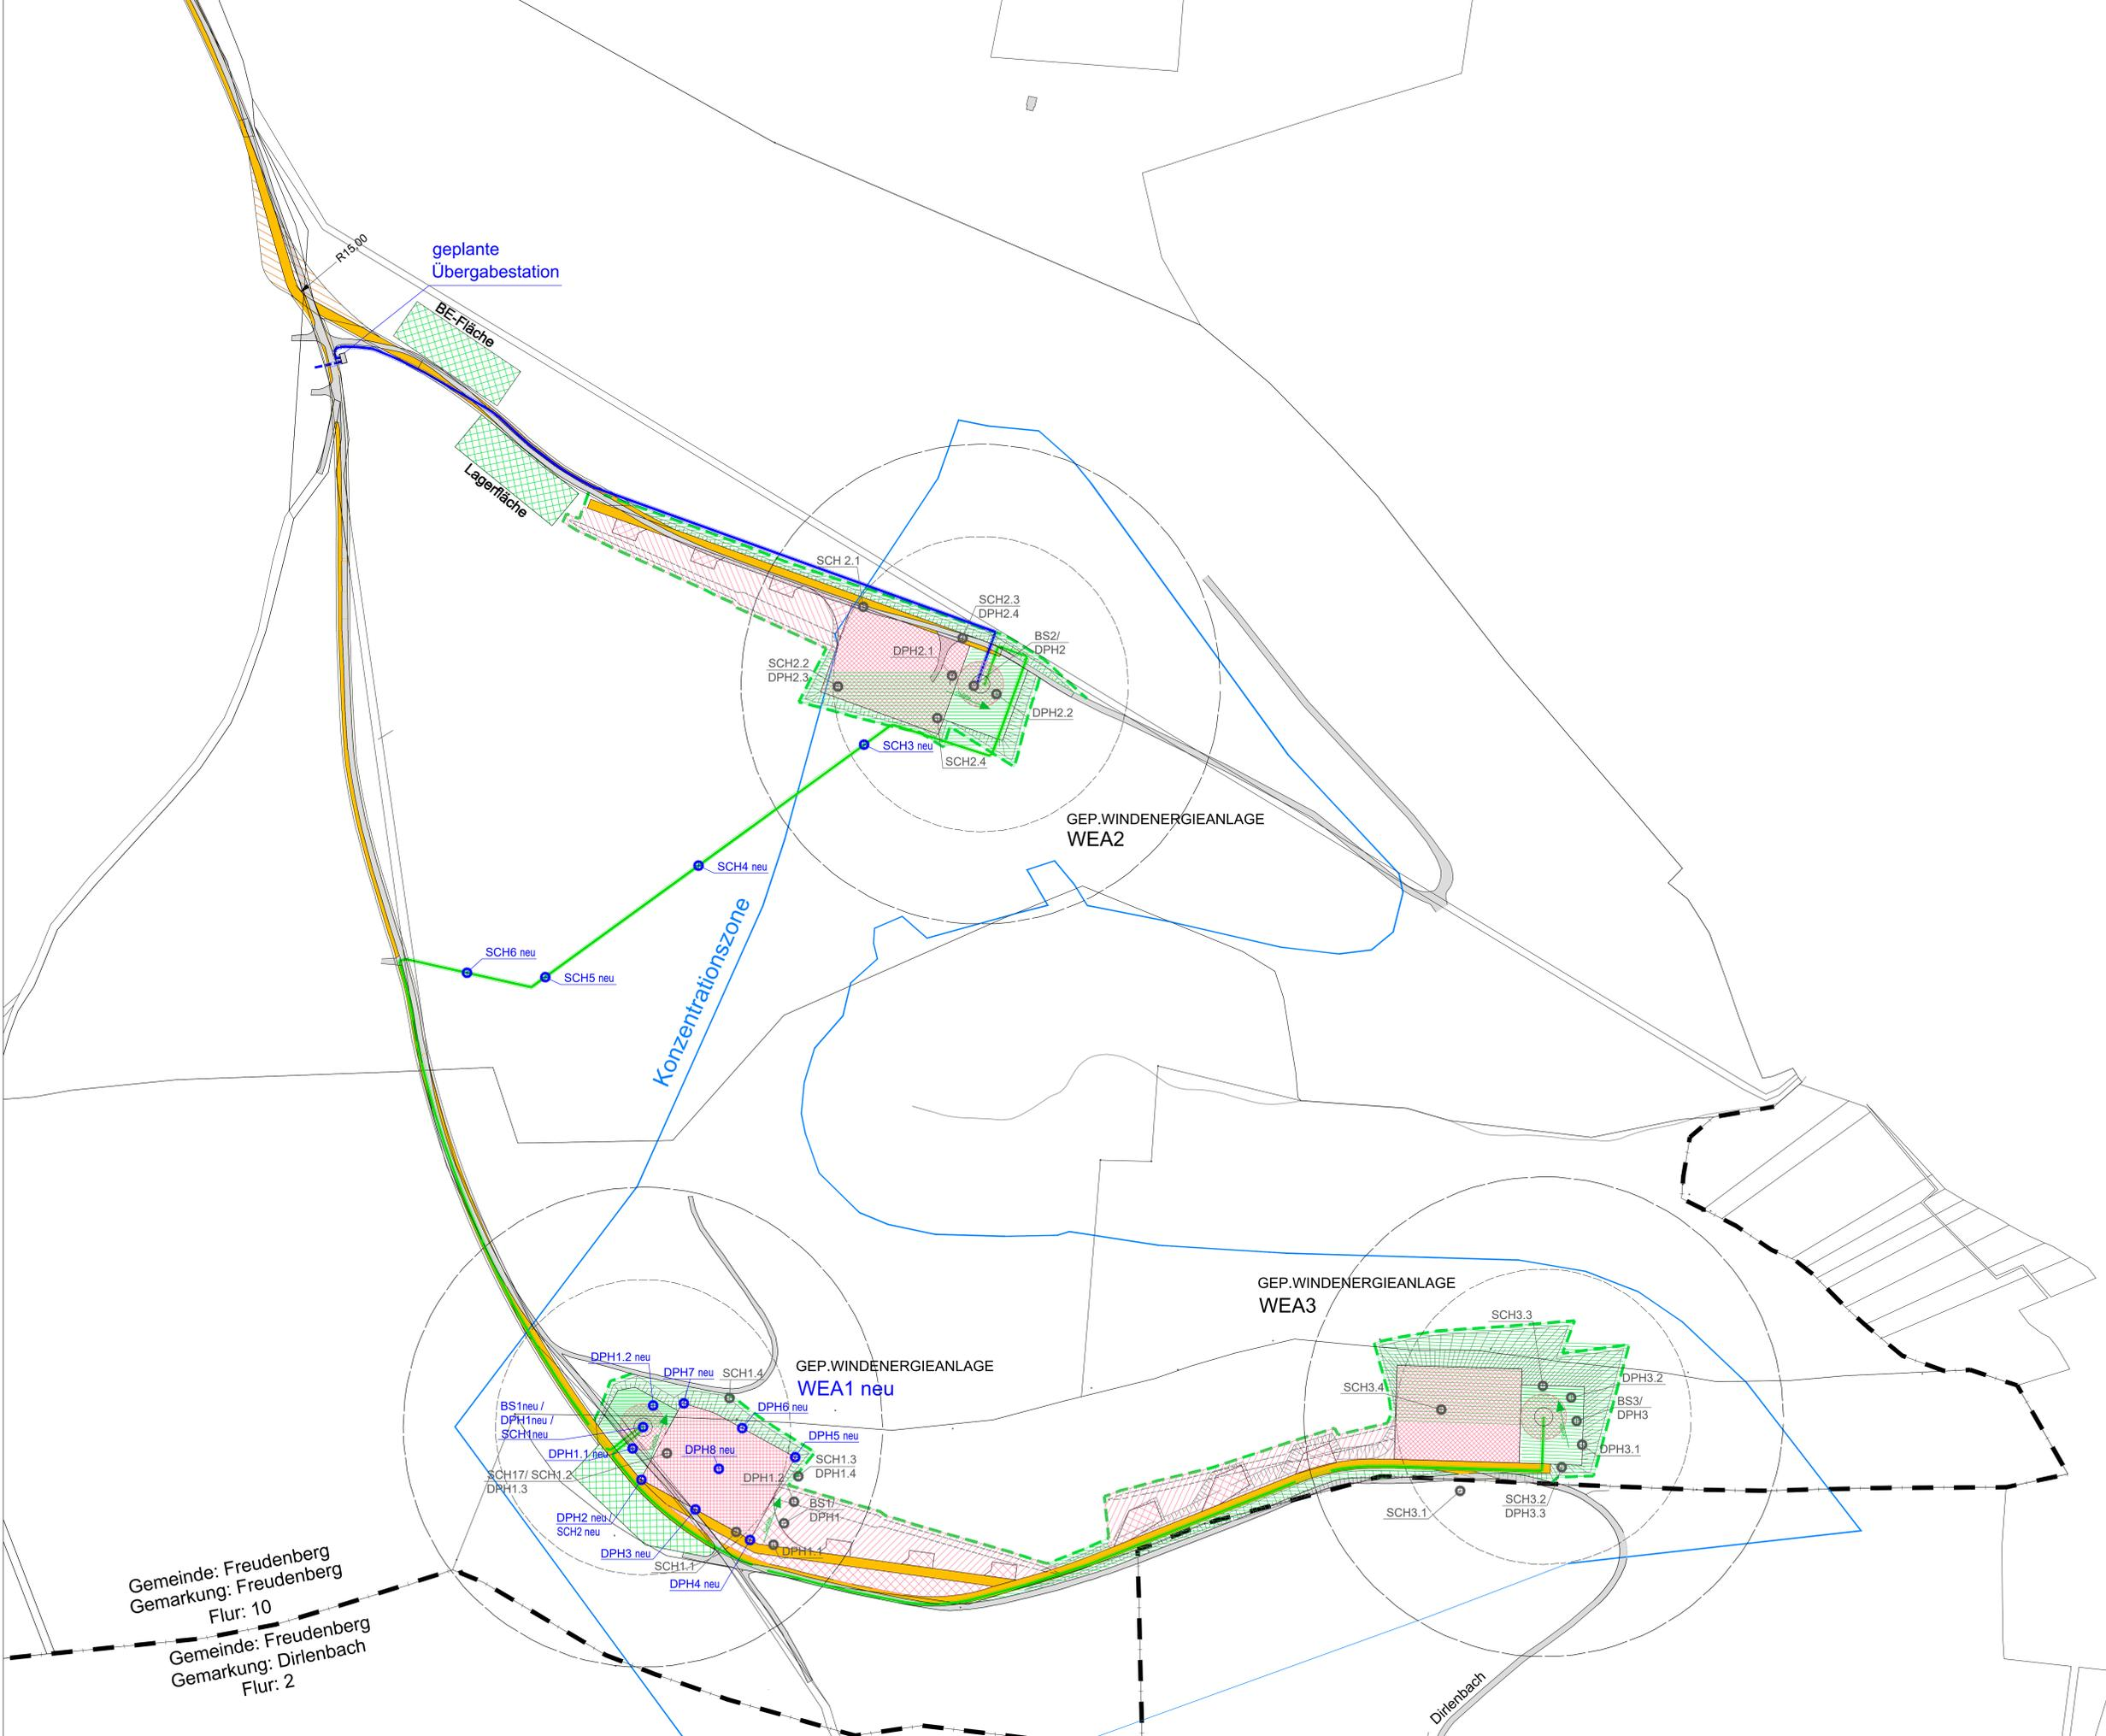 R15.00
geplante
Übergabestation
BE-Fläche
Lagerfläche
SCH 2.1
SCH2.3
DPH2.4
BS2/
DPH2
DPH2.1
SCH2.2
DPH2.3
DPH2.2
SCH3 neu
SCH2.4
GEP.WINDENERGIEANLAGE
WEA2
SCH4 neu
Konzentrationszone
SCH6 neu
SCH5 neu
GEP.WINDENERGIEANLAGE
WEA3
SCH3.3
DPH1.2 neu
DPH7 neu
SCH1.4
GEP.WINDENERGIEANLAGE
WEA1 neu
SCH3.4
DPH3.2
BS3/
DPH3
BS1neu /
DPH1neu /
SCH1neu
DPH6 neu
DPH5 neu
DPH1.1 neu
DPH8 neu
DPH3.1
SCH1.3
DPH1.4
SCH17/ SCH1.2
DPH1.3
DPH1.2
BS1/
DPH1
SCH3.2
DPH3.3
SCH3.1
DPH2 neu/
SCH2 neu
DPH3 neu
DPH1.1
SCH1.1
DPH4 neu
Gemeinde: Freudenberg
Gemarkung: Freudenberg
Flur: 10
Gemeinde: Freudenberg
Gemarkung: Dirlenbach
Flur: 2
Dirlenbach